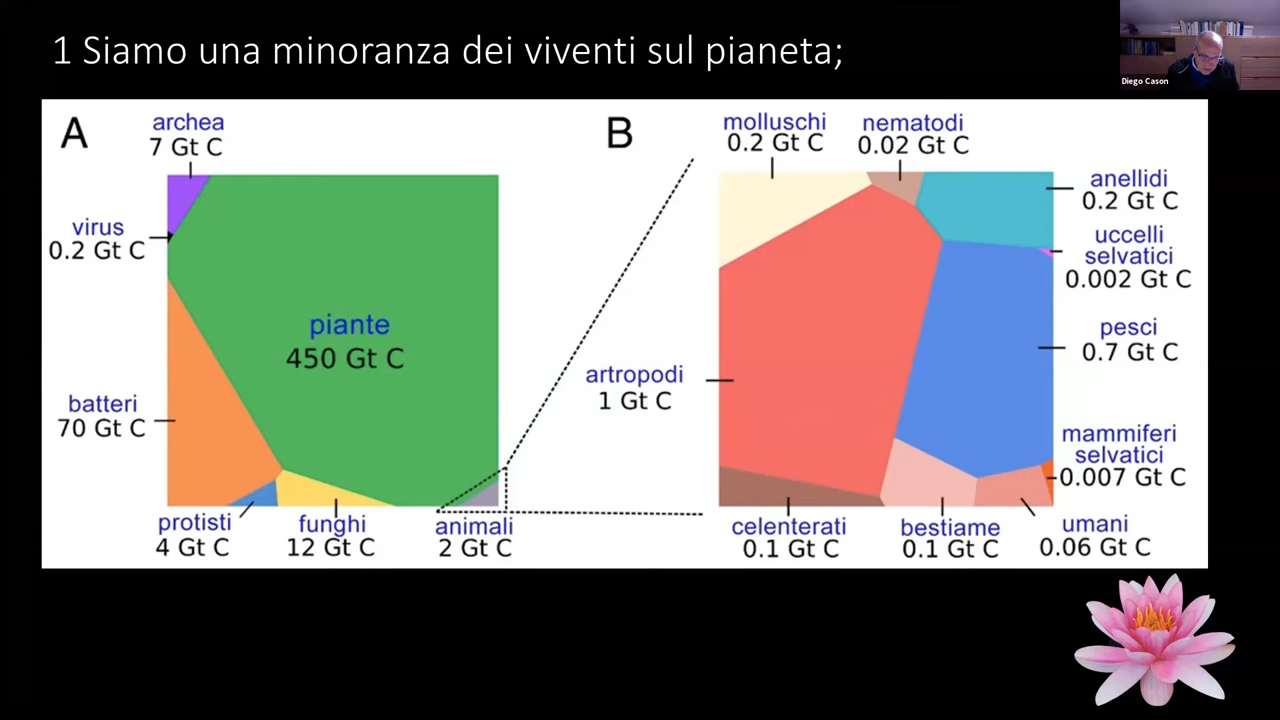 1 Siamo una minoranza dei viventi sul pianeta;
Diego Cason
A
archea
7 Gt C
virus
0.2 Gt C
piante
450 Gt C
batteri
70 Gt C
protisti
4 Gt C
funghi
12 Gt C
animali
2 Gt C
B
molluschi
0.2 Gt C
nematodi
0.02 Gt C
anellidi
0.2 Gt C
uccelli
selvatici
0.002 Gt C
pesci
0.7 Gt C
artropodi
1 Gt C
mammiferi
selvatici
0.007 Gt C
celenterati
0.1 Gt C
bestiame
0.1 Gt C
umani
0.06 Gt C